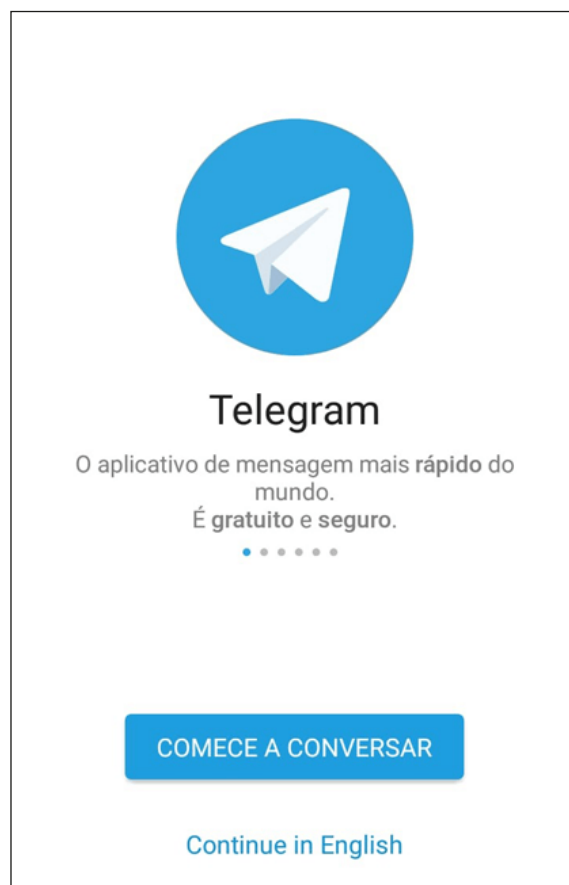 Telegram
O aplicativo de mensagem mais rápido do
mundo.
É gratuito e seguro.
COMECE A CONVERSAR
Continue in English